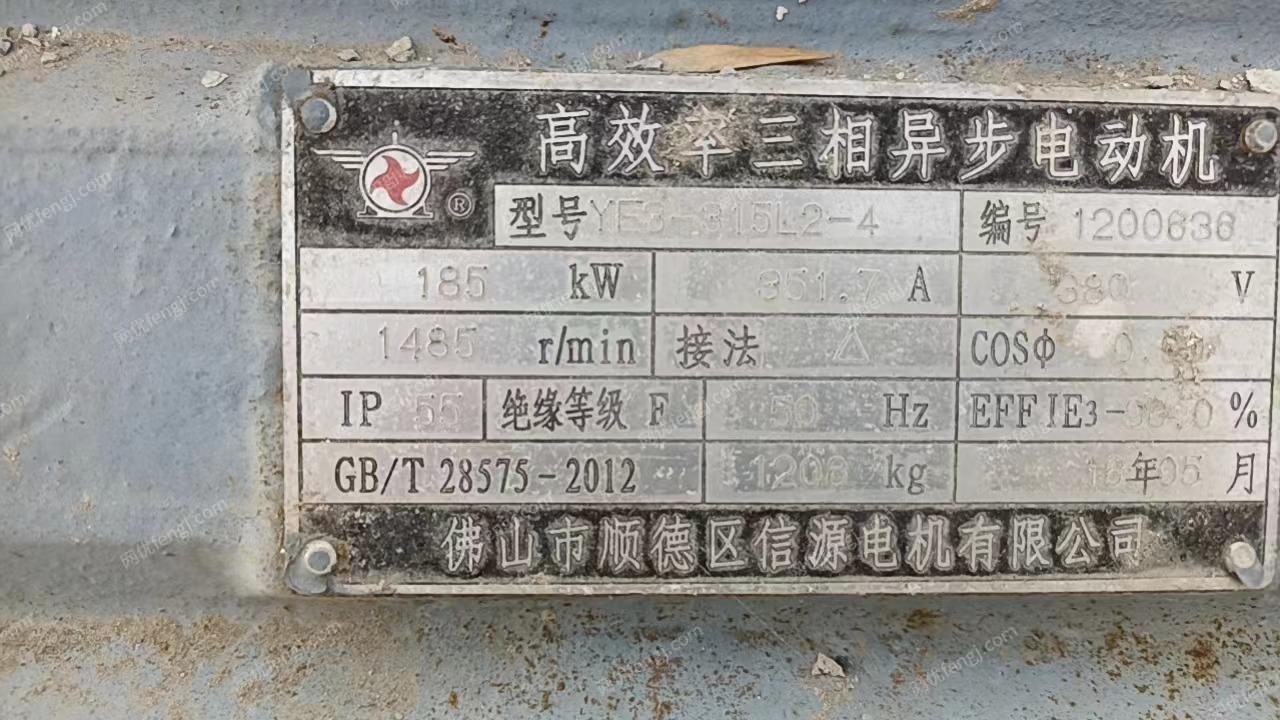 高效率三相异步电动机
®
型号 YE3-315L2-4 编号 1200636
185 kW 351.7 A 380 V
1485 r/min 接法 △ COSΦ 0.
IP 55 绝缘等级 F 50 Hz EFF IE3- %
GB/T 28575-2012 kg 年05月
佛山市顺德区信源电机有限公司